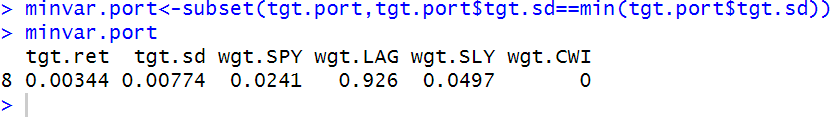 > minvar.port<-subset(tgt.port,tgt.port$tgt.sd==min(tgt.port$tgt.sd))
> minvar.port
  tgt.ret  tgt.sd wgt.SPY wgt.LAG wgt.SLY wgt.CWI
8 0.00344 0.00774  0.0241   0.926  0.0497       0
>